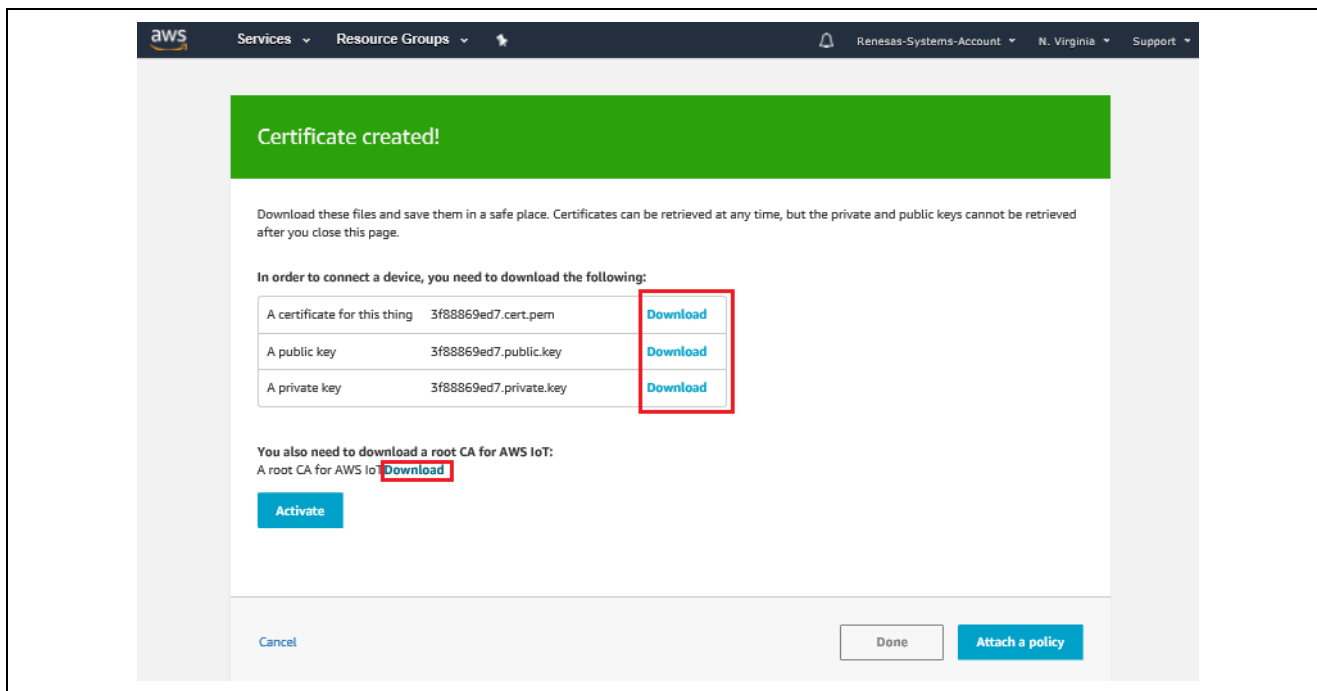 aws Services Resource Groups Renesas-Systems-Account N. Virginia Support
Certificate created!
Download these files and save them in a safe place. Certificates can be retrieved at any time, but the private and public keys cannot be retrieved
after you close this page.
In order to connect a device, you need to download the following:
A certificate for this thing 3f88869ed7.cert.pem Download
A public key 3f88869ed7.public.key Download
A private key 3f88869ed7.private.key Download
You also need to download a root CA for AWS IoT:
A root CA for AWS IoT Download
Activate
Cancel Done Attach a policy